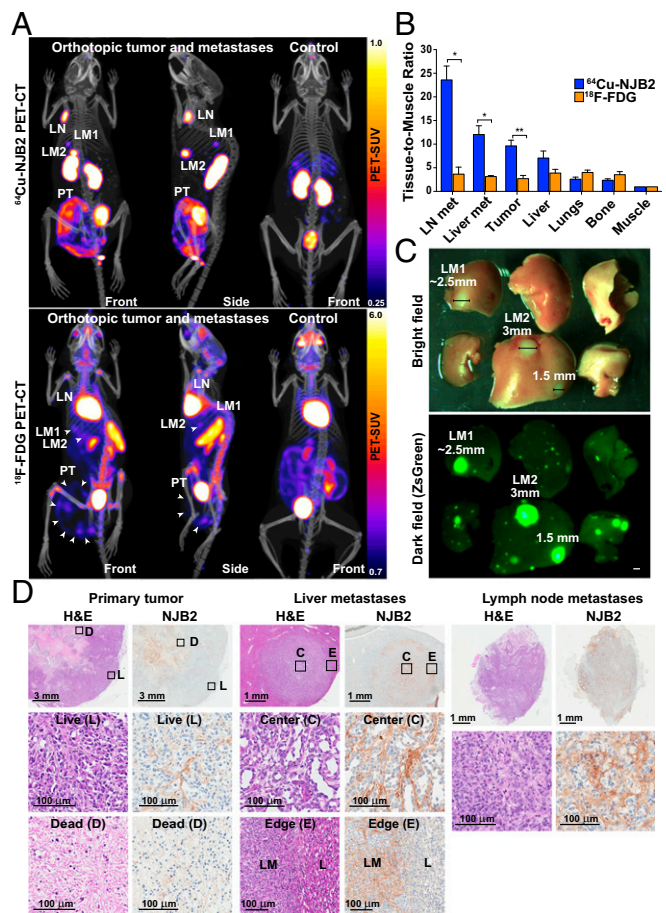 A
Orthotopic tumor and metastases
Control
1.0
64Cu-NJB2 PET-CT
LN
LM1
LM2
PT
LN
LM1
LM2
PT
PET-SUV
Front
Side
Front
0.25
Orthotopic tumor and metastases
Control
6.0
18F-FDG PET-CT
LN
LM1
LM2
PT
LN
LM1
LM2
PT
PET-SUV
Front
Side
Front
0.7
B
Tissue-to-Muscle Ratio
30
25
20
15
10
5
0
*
*
**
64Cu-NJB2
18F-FDG
LN met
Liver met
Tumor
Liver
Lungs
Bone
Muscle
C
Bright field
LM1
~2.5mm
LM2
3mm
1.5 mm
Dark field (ZsGreen)
LM1
~2.5mm
LM2
3mm
1.5 mm
D
Primary tumor
Liver metastases
Lymph node metastases
H&E
NJB2
H&E
NJB2
H&E
NJB2
D
L
3 mm
D
L
3 mm
C
E
1 mm
C
E
1 mm
1 mm
1 mm
Live (L)
100 μm
Live (L)
100 μm
Center (C)
100 μm
Center (C)
100 μm
100 μm
100 μm
Dead (D)
100 μm
Dead (D)
100 μm
Edge (E)
LM
L
100 μm
Edge (E)
LM
L
100 μm